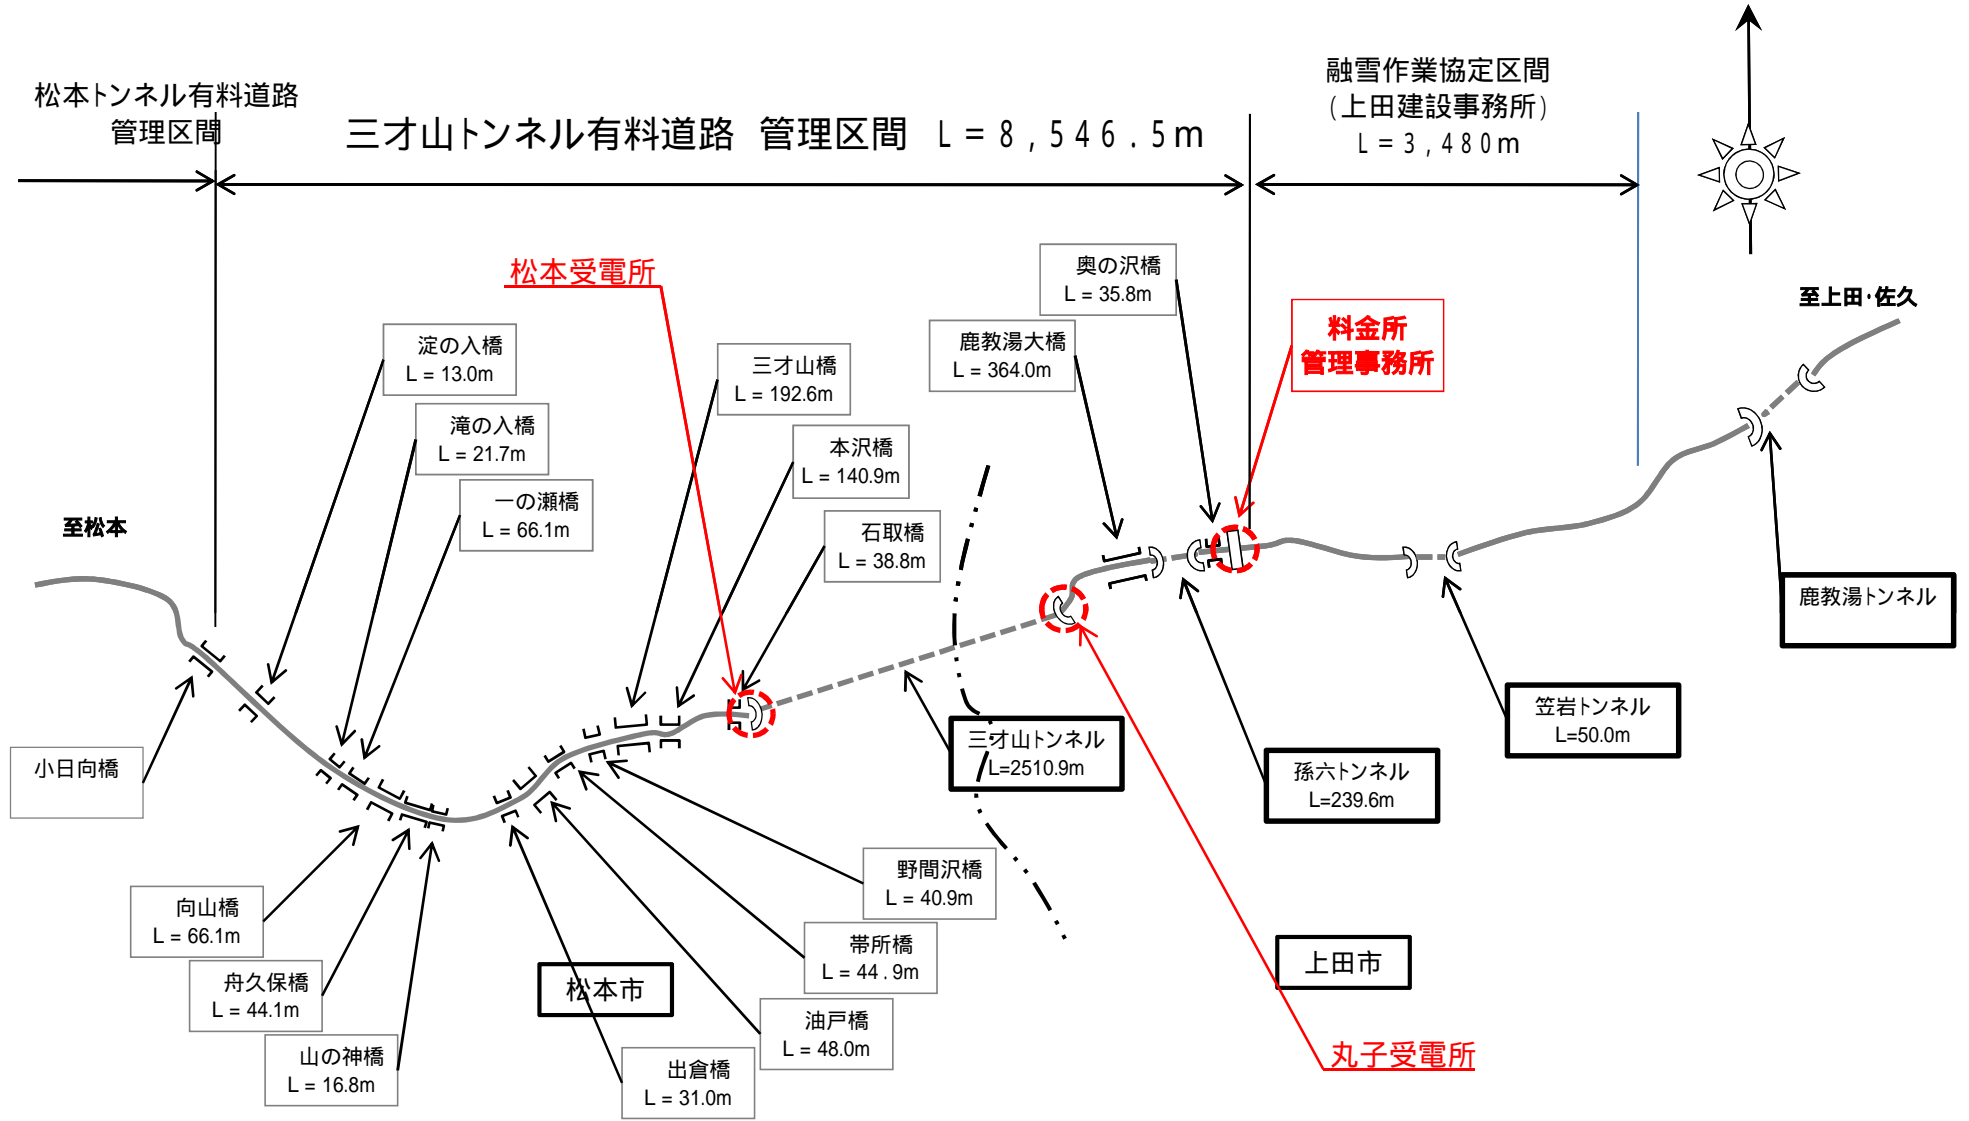 松本トンネル有料道路
管理区間
三才山トンネル有料道路 管理区間 L=8,546.5m
融雪作業協定区間
(上田建設事務所)
L=3,480m
松本受電所
奥の沢橋
L = 35.8m
料金所
管理事務所
至上田・佐久
淀の入橋
L = 13.0m
三才山橋
L = 192.6m
鹿教湯大橋
L = 364.0m
滝の入橋
L = 21.7m
本沢橋
L = 140.9m
一の瀬橋
L = 66.1m
石取橋
L = 38.8m
至松本
鹿教湯トンネル
小日向橋
三才山トンネル
L=2510.9m
笠岩トンネル
L=50.0m
孫六トンネル
L=239.6m
向山橋
L = 66.1m
野間沢橋
L = 40.9m
舟久保橋
L = 44.1m
帯所橋
L = 44.9m
松本市
上田市
山の神橋
L = 16.8m
油戸橋
L = 48.0m
出倉橋
L = 31.0m
丸子受電所